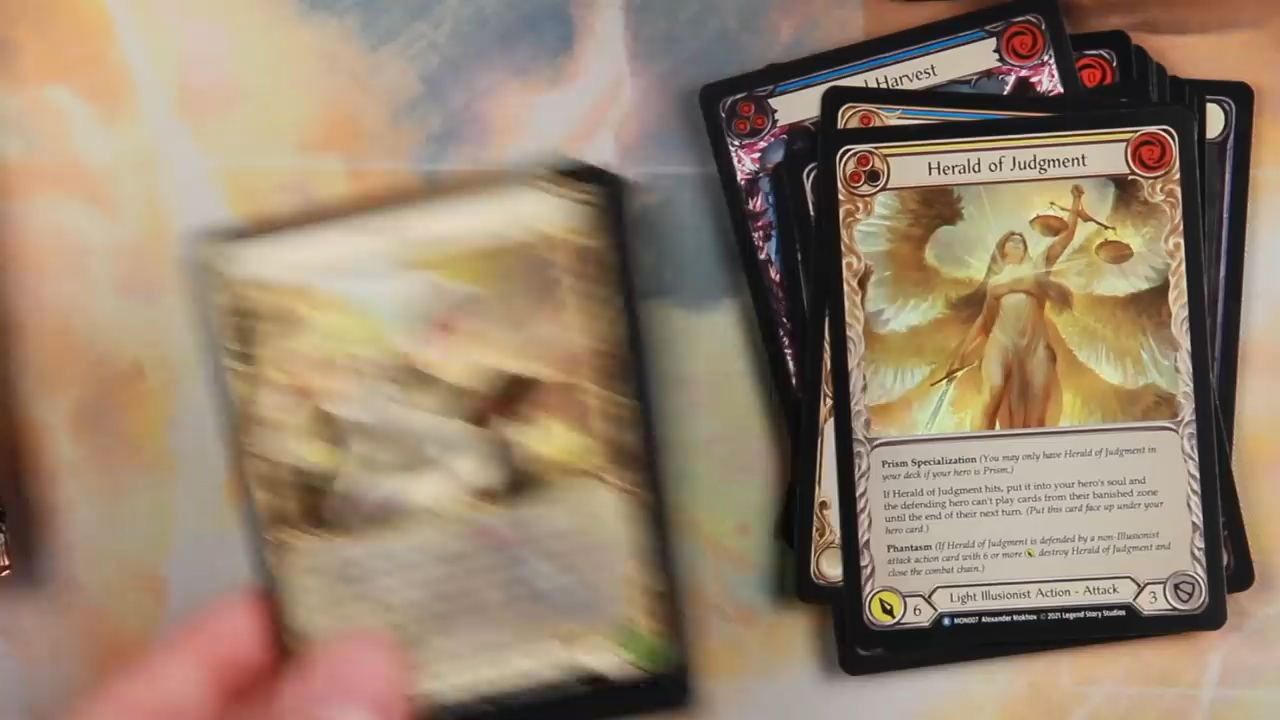 Harvest
6
0
Herald of Judgment
2
Prism Specialization (You may only have Herald of Judgment in
your deck if your hero is Prism.)
If Herald of Judgment hits, put it into your hero's soul and
the defending hero can't play cards from their banished zone
until the end of their next turn. (Put this card face up under your
hero card.)
Phantasm (If Herald of Judgment is defended by a non-Illusionist
attack action card with 6 or more , destroy Herald of Judgment and
close the combat chain.)
6
Light Illusionist Action - Attack
3
MON007 Alexander Mokhov © 2021 Legend Story Studios